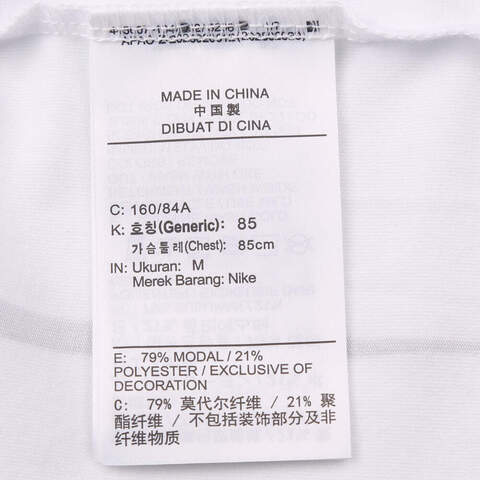 MADE IN CHINA
中国製
DIBUAT DI CINA
C: 160/84A
K: 호칭(Generic): 85
가슴둘레(Chest): 85cm
IN: Ukuran: M
Merek Barang: Nike
E: 79% MODAL / 21%
POLYESTER / EXCLUSIVE OF
DECORATION
C: 79% 莫代尔纤维 / 21% 聚
酯纤维 / 不包括装饰部分及非
纤维物质